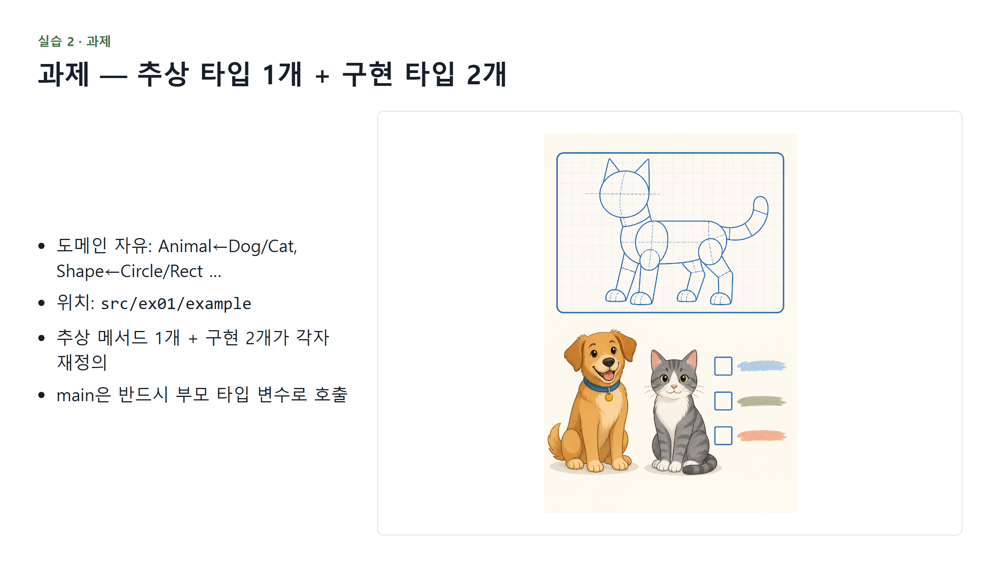 실습 2 · 과제
과제 — 추상 타입 1개 + 구현 타입 2개
도메인 자유: Animal←Dog/Cat,
Shape←Circle/Rect ...
위치: src/ex01/example
추상 메서드 1개 + 구현 2개가 각자
재정의
main은 반드시 부모 타입 변수로 호출